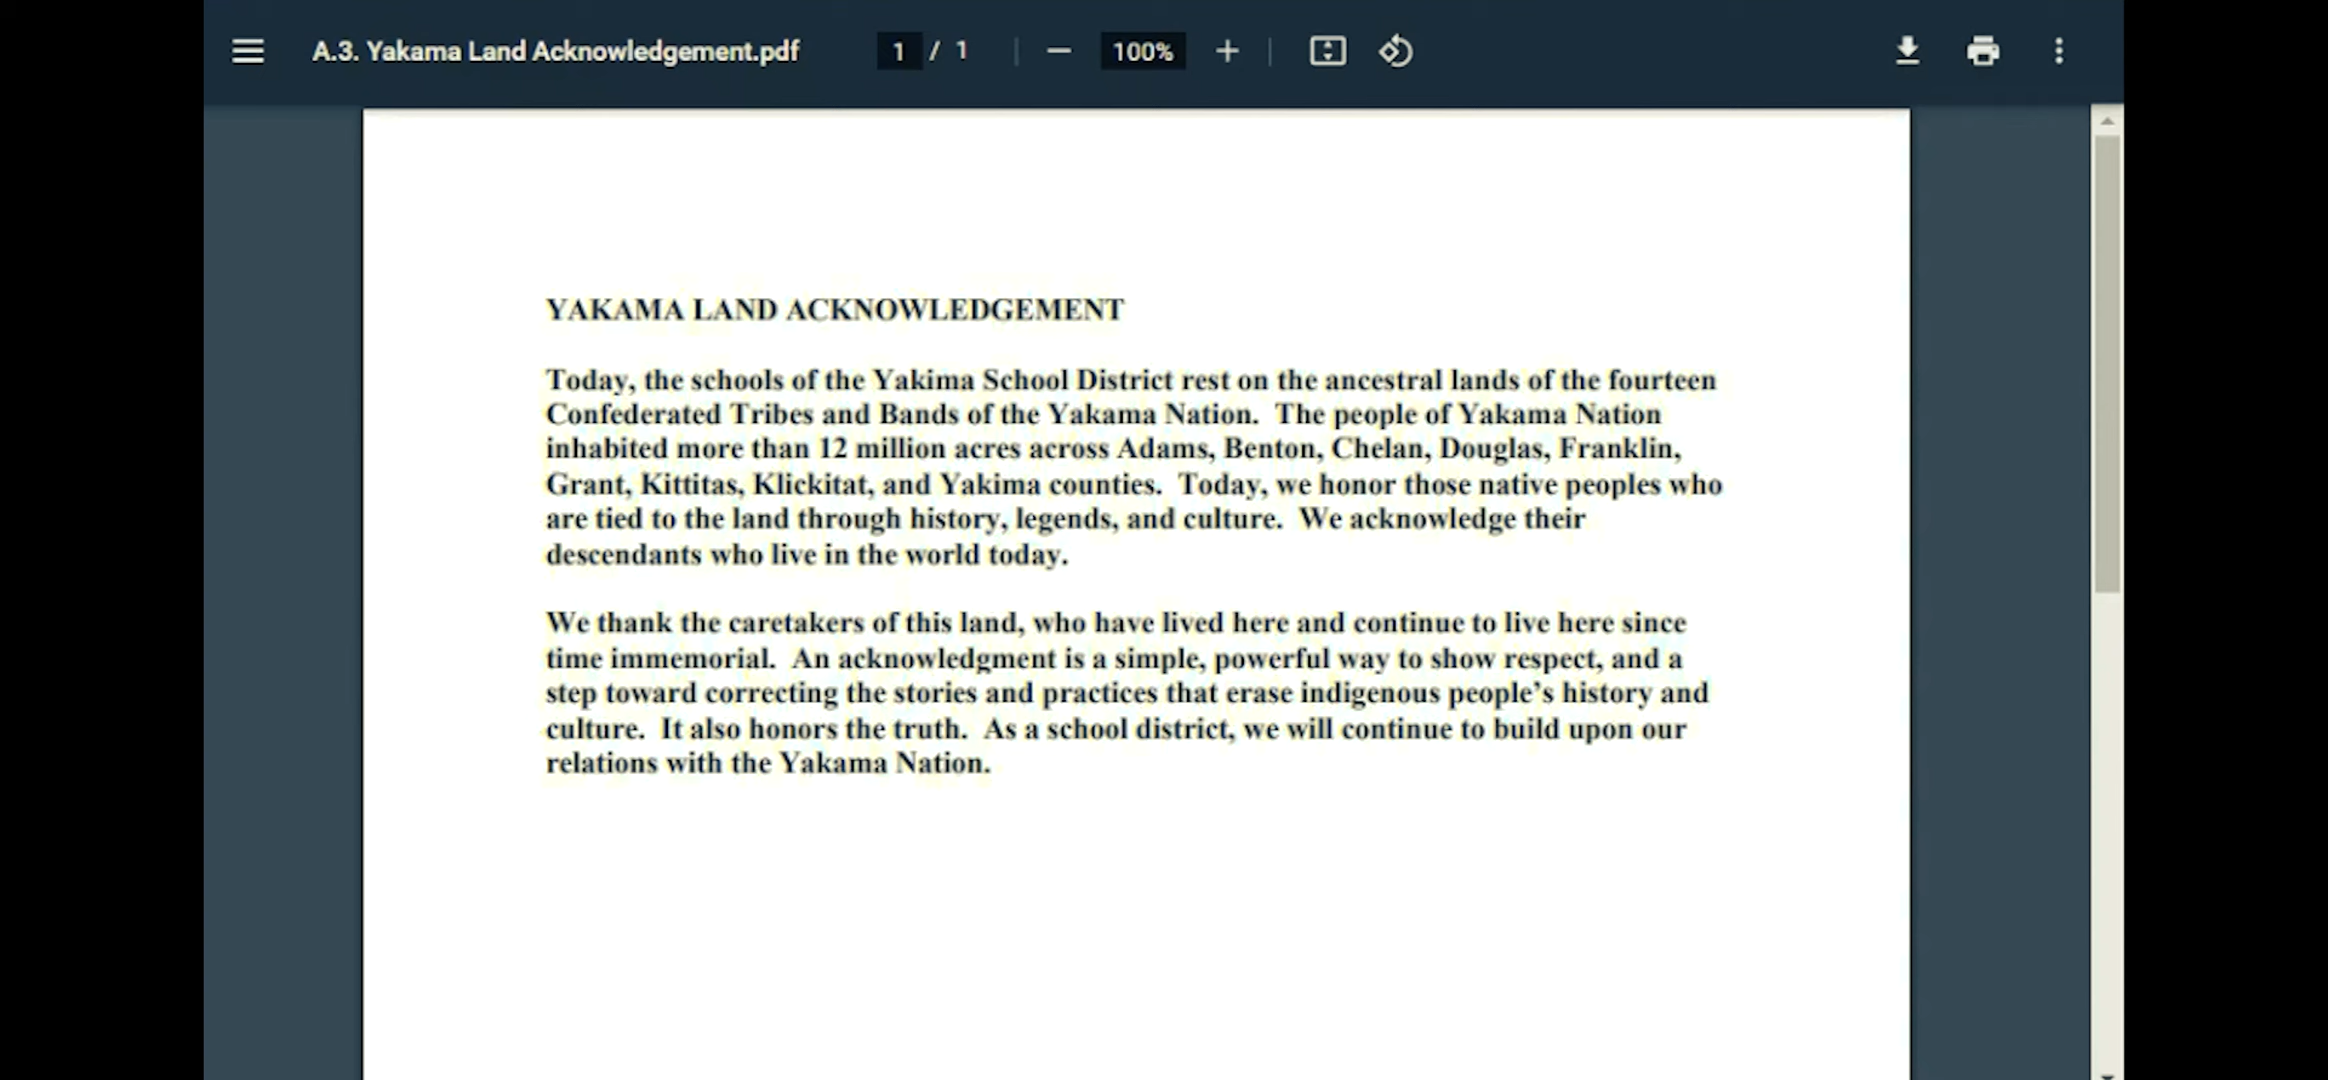 A.3. Yakama Land Acknowledgement.pdf 1 / 1 100%
YAKAMA LAND ACKNOWLEDGEMENT
Today, the schools of the Yakima School District rest on the ancestral lands of the fourteen
Confederated Tribes and Bands of the Yakama Nation. The people of Yakama Nation
inhabited more than 12 million acres across Adams, Benton, Chelan, Douglas, Franklin,
Grant, Kittitas, Klickitat, and Yakima counties. Today, we honor those native peoples who
are tied to the land through history, legends, and culture. We acknowledge their
descendants who live in the world today.
We thank the caretakers of this land, who have lived here and continue to live here since
time immemorial. An acknowledgment is a simple, powerful way to show respect, and a
step toward correcting the stories and practices that erase indigenous people’s history and
culture. It also honors the truth. As a school district, we will continue to build upon our
relations with the Yakama Nation.